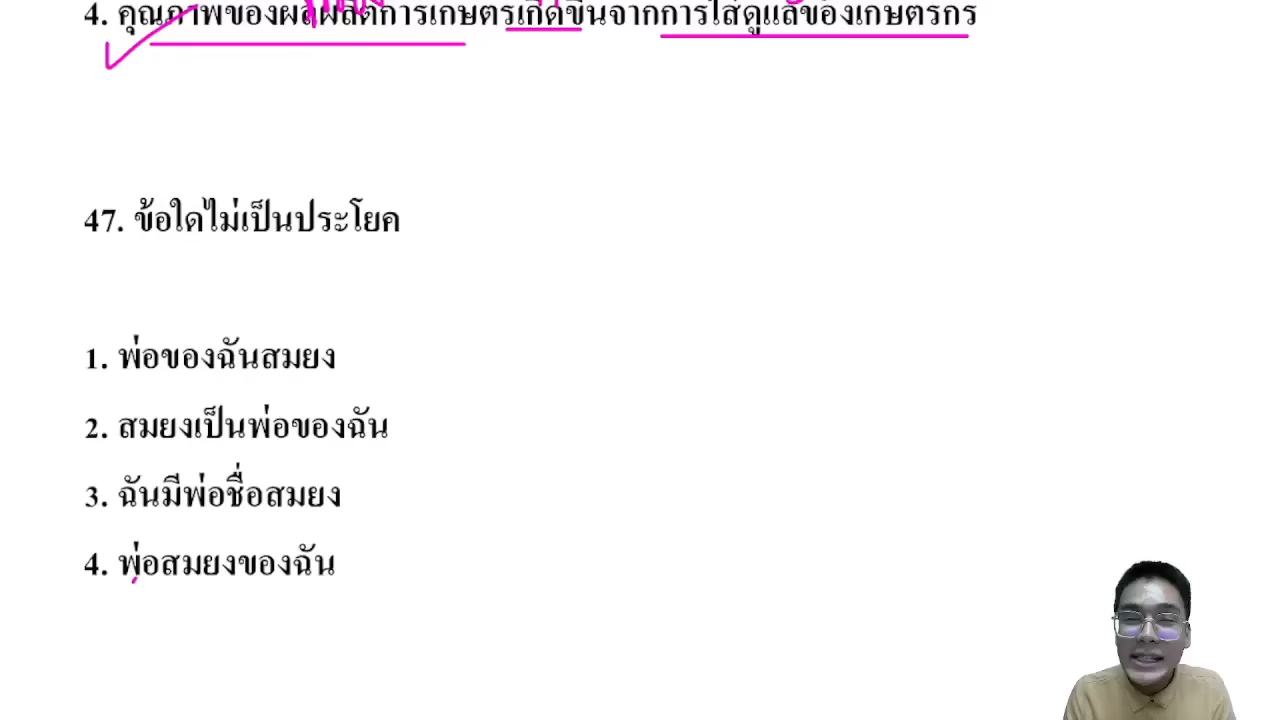 4. คุณภาพของผลผลิตการเกษตรเกิดขึ้นจากการใส่ดูแลของเกษตรกร
47. ข้อใดไม่เป็นประโยค
1. พ่อของฉันสมยง
2. สมยงเป็นพ่อของฉัน
3. ฉันมีพ่อชื่อสมยง
4. พ่อสมยงของฉัน